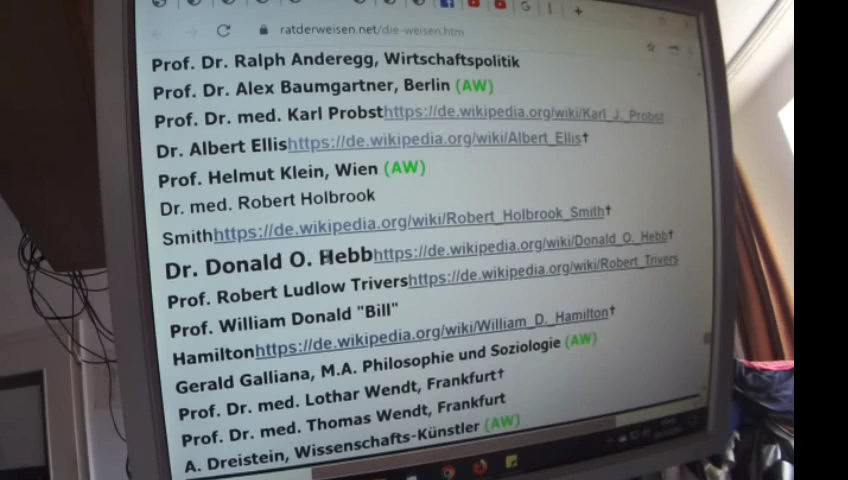 ratderweisen.net/die-weisen.htm
Prof. Dr. Ralph Anderegg, Wirtschaftspolitik
Prof. Dr. Alex Baumgartner, Berlin (AW)
Prof. Dr. med. Karl Probsthttps://de.wikipedia.org/wiki/Karl_J._Probst
Dr. Albert Ellishttps://de.wikipedia.org/wiki/Albert_Ellis†
Prof. Helmut Klein, Wien (AW)
Dr. med. Robert Holbrook
Smithhttps://de.wikipedia.org/wiki/Robert_Holbrook_Smith†
Dr. Donald O. Hebbhttps://de.wikipedia.org/wiki/Donald_O._Hebb†
Prof. Robert Ludlow Trivershttps://de.wikipedia.org/wiki/Robert_Trivers
Prof. William Donald "Bill"
Hamiltonhttps://de.wikipedia.org/wiki/William_D._Hamilton†
Gerald Galliana, M.A. Philosophie und Soziologie (AW)
Prof. Dr. med. Lothar Wendt, Frankfurt†
Prof. Dr. med. Thomas Wendt, Frankfurt
A. Dreistein, Wissenschafts-Künstler (AW)